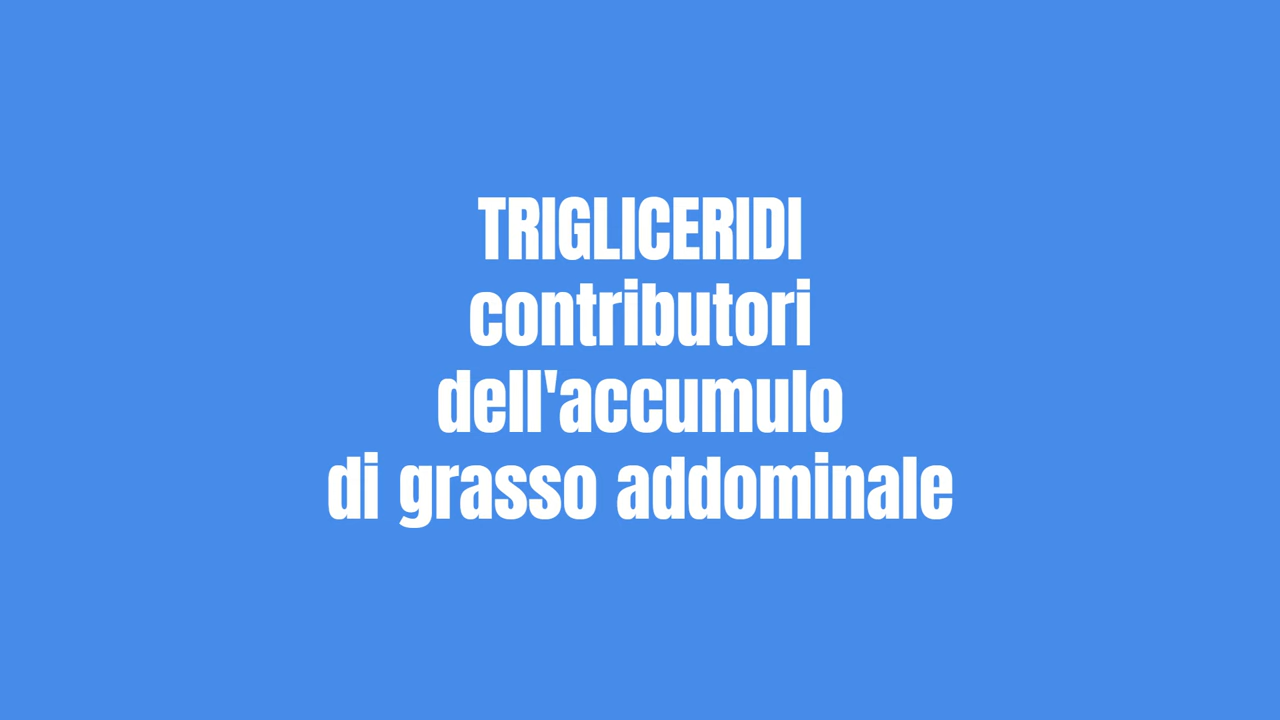 TRIGLICERIDI
contributori
dell'accumulo
di grasso addominale